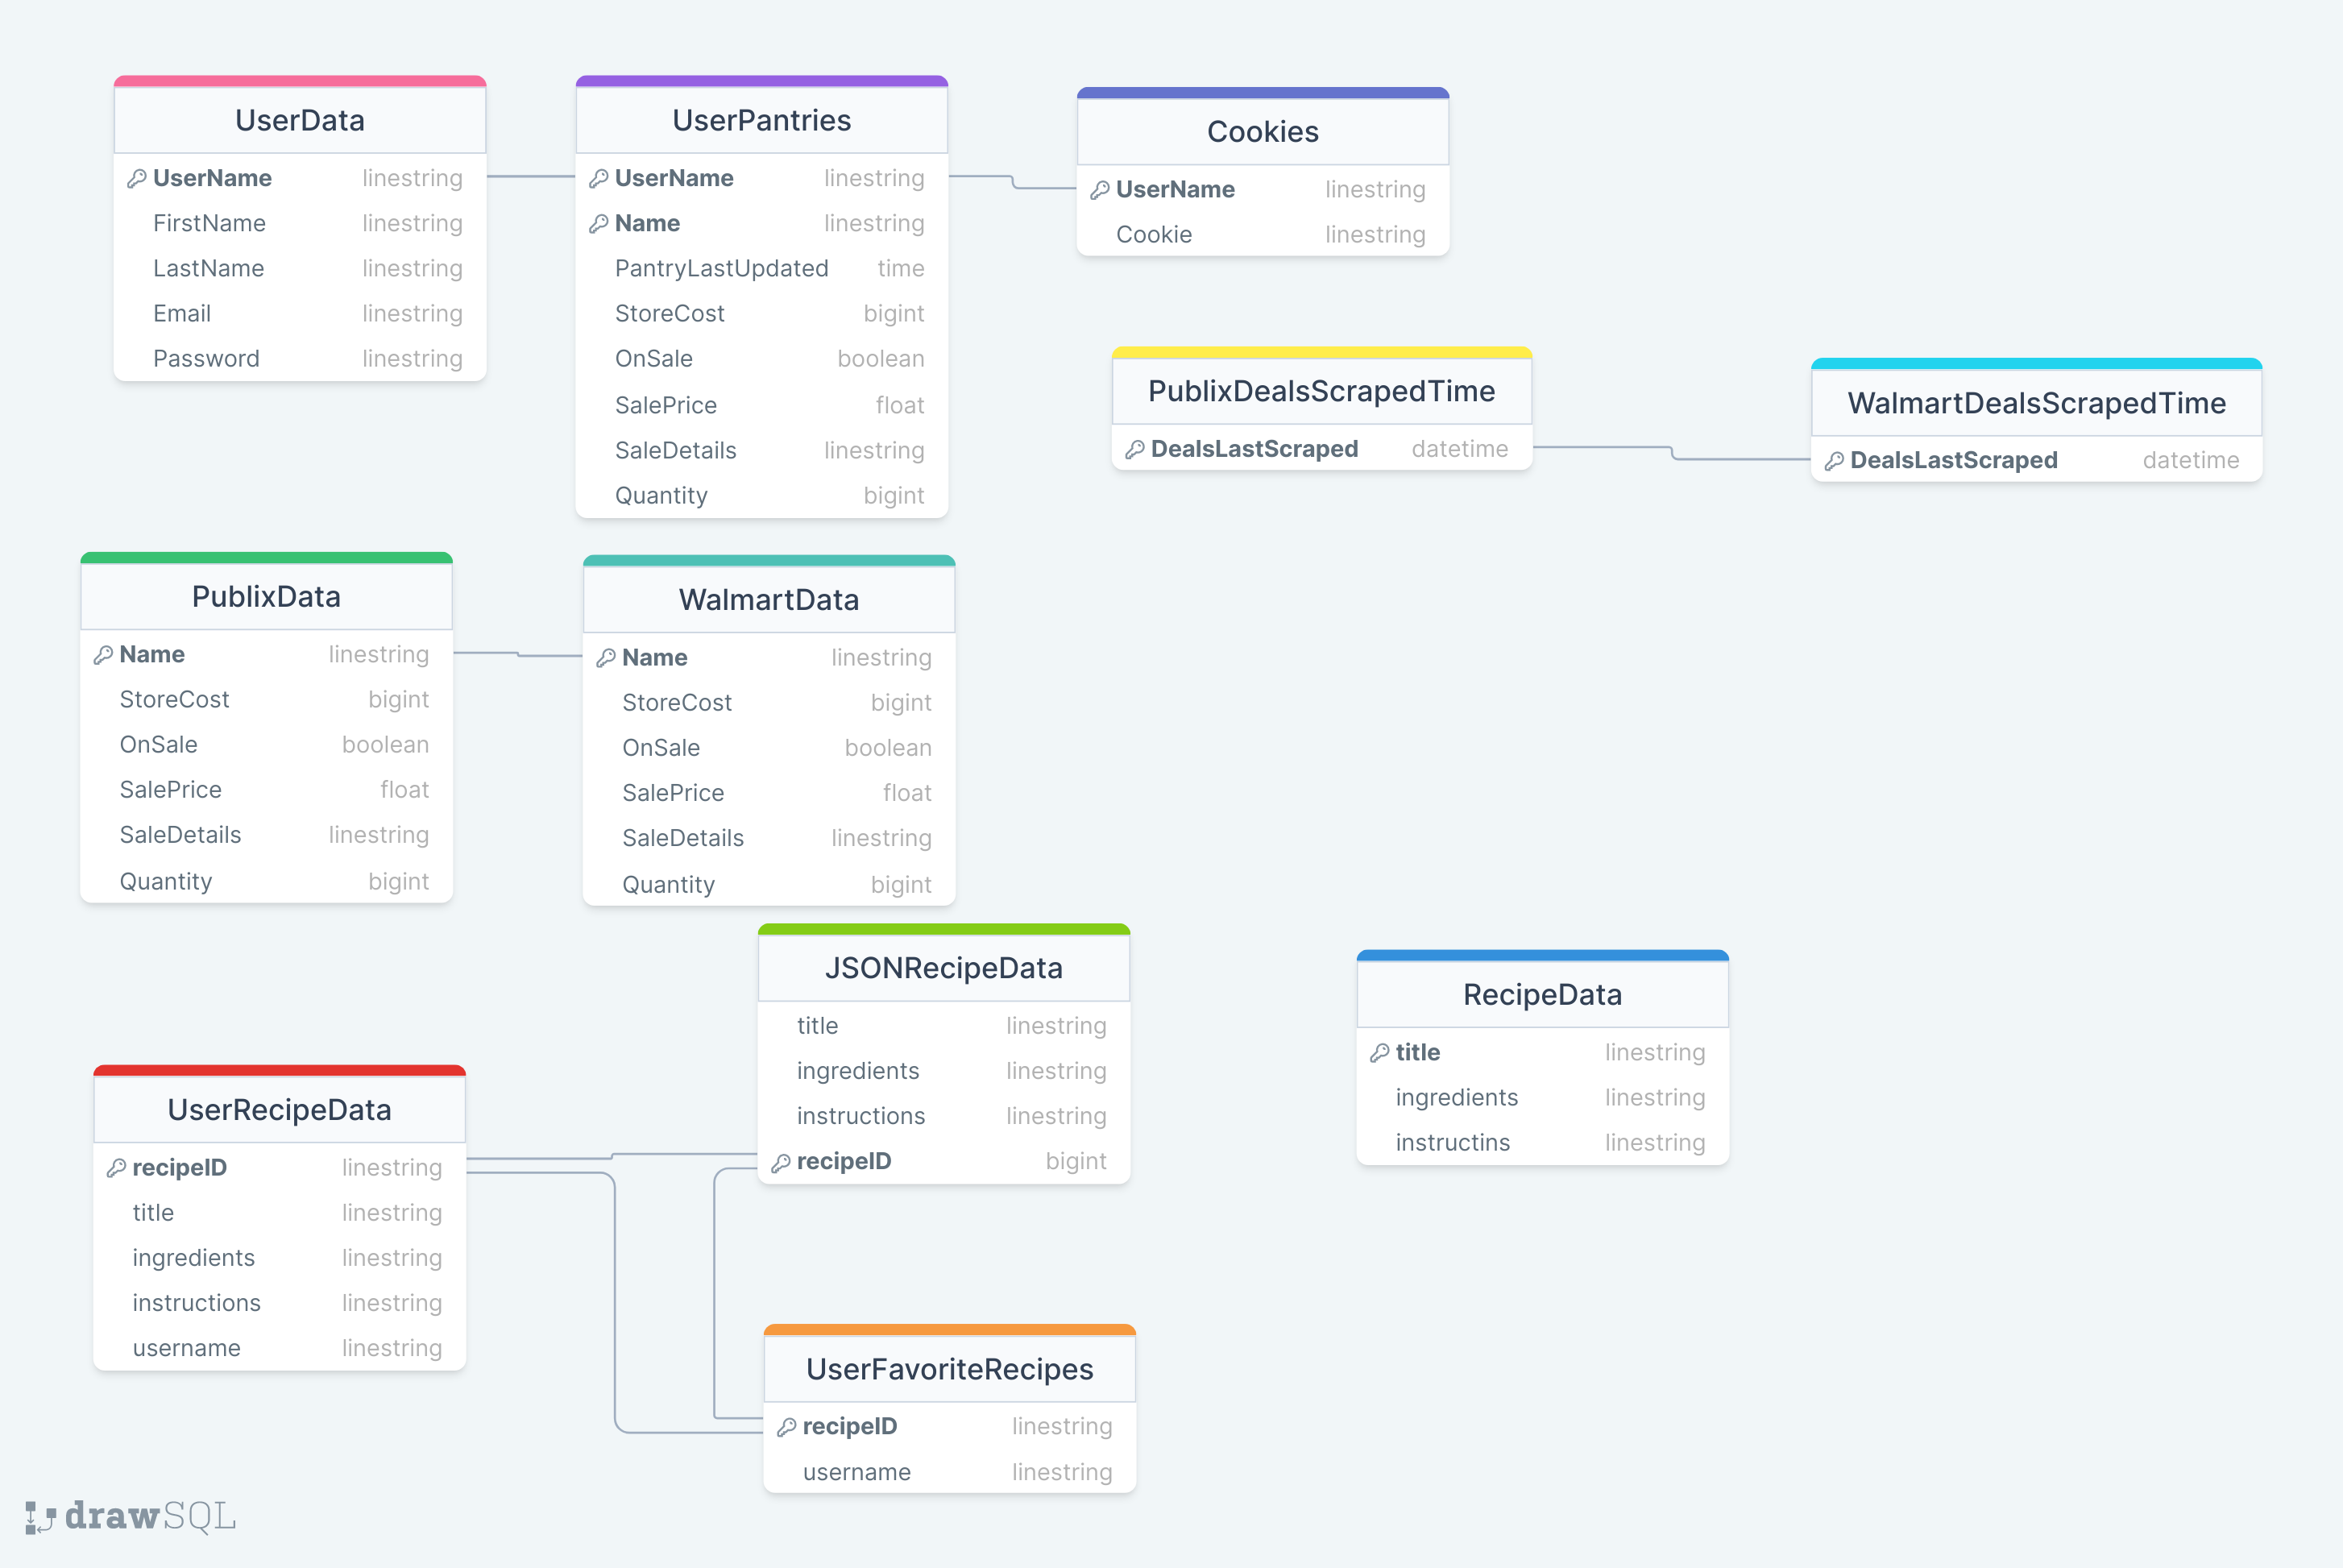 UserData
UserName linestring
FirstName linestring
LastName linestring
Email linestring
Password linestring
UserPantries
UserName linestring
Name linestring
PantryLastUpdated time
StoreCost bigint
OnSale boolean
SalePrice float
SaleDetails linestring
Quantity bigint
Cookies
UserName linestring
Cookie linestring
PublixDealsScrapedTime
DealsLastScraped datetime
WalmartDealsScrapedTime
DealsLastScraped datetime
PublixData
Name linestring
StoreCost bigint
OnSale boolean
SalePrice float
SaleDetails linestring
Quantity bigint
WalmartData
Name linestring
StoreCost bigint
OnSale boolean
SalePrice float
SaleDetails linestring
Quantity bigint
JSONRecipeData
title linestring
ingredients linestring
instructions linestring
recipeID bigint
RecipeData
title linestring
ingredients linestring
instructins linestring
UserRecipeData
recipeID linestring
title linestring
ingredients linestring
instructions linestring
username linestring
UserFavoriteRecipes
recipeID linestring
username linestring
drawSQL